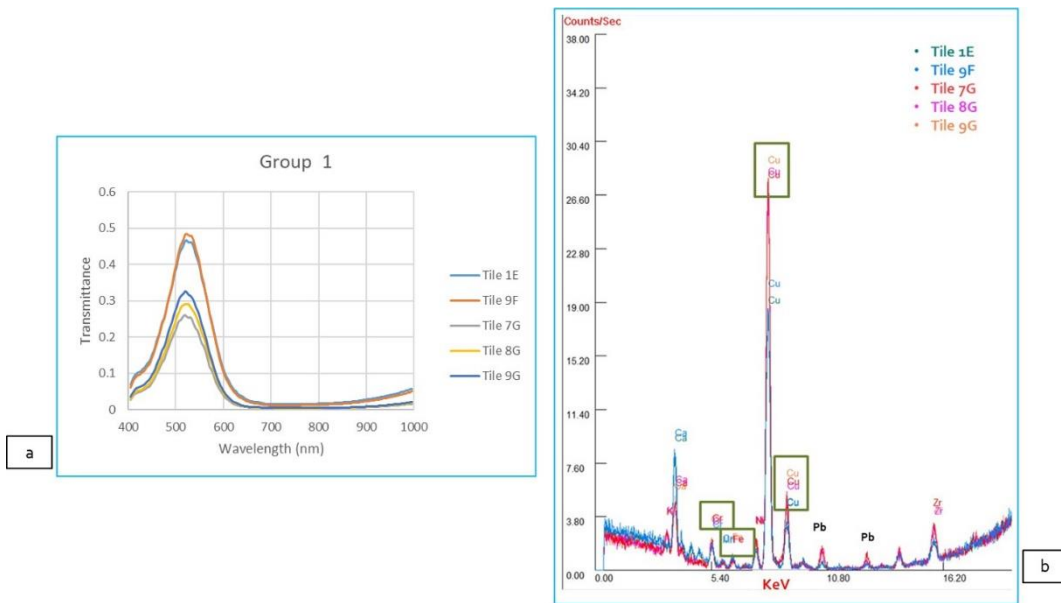 Group 1
0.6
0.5
0.4
0.3
0.2
0.1
0
Transmittance
400 500 600 700 800 900 1000
Wavelength (nm)
Tile 1E
Tile 9F
Tile 7G
Tile 8G
Tile 9G
a
Counts/Sec
38.00
34.20
30.40
26.60
22.80
19.00
15.20
11.40
7.60
3.80
0.00
0.00 5.40 10.80 16.20
KeV
• Tile 1E
• Tile 9F
• Tile 7G
• Tile 8G
• Tile 9G
Cu
Cu
Cu
Cu
Cu
Cu
Cu
Ca
Ca
K
Fe
Pb
Pb
Zr
Zr
b